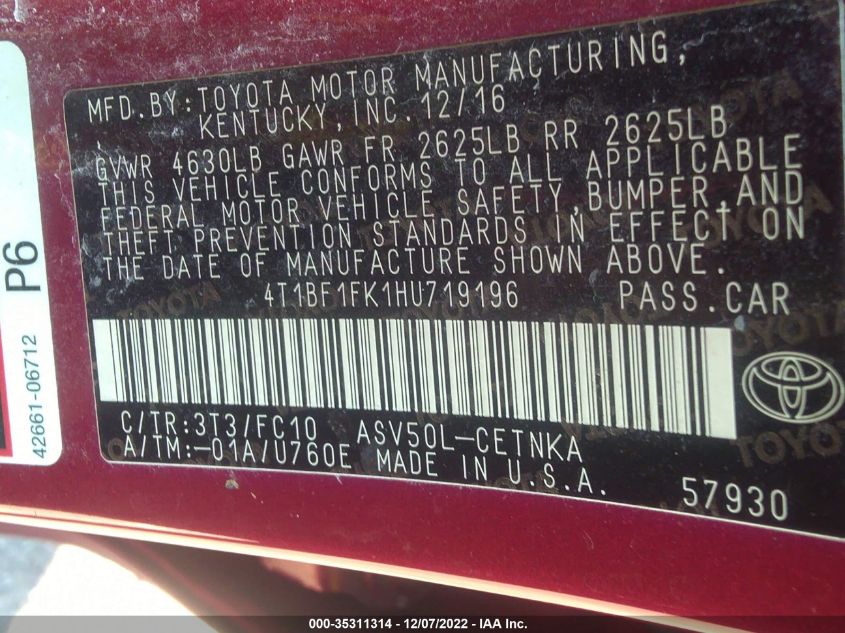 MFD. BY: TOYOTA MOTOR MANUFACTURING,
KENTUCKY, INC. 12/16
GVWR 4630LB GAWR FR 2625LB RR 2625LB
THIS VEHICLE CONFORMS TO ALL APPLICABLE
FEDERAL MOTOR VEHICLE SAFETY, BUMPER, AND
THEFT PREVENTION STANDARDS IN EFFECT ON
THE DATE OF MANUFACTURE SHOWN ABOVE.
4T1BF1FK1HU719196 PASS. CAR
C/TR: 3T3/FC10 ASV50L-CETNKA
A/TM: -01A/U760E MADE IN U.S.A.
57930
P6
42661-06712
000-35311314 - 12/07/2022 - IAA Inc.